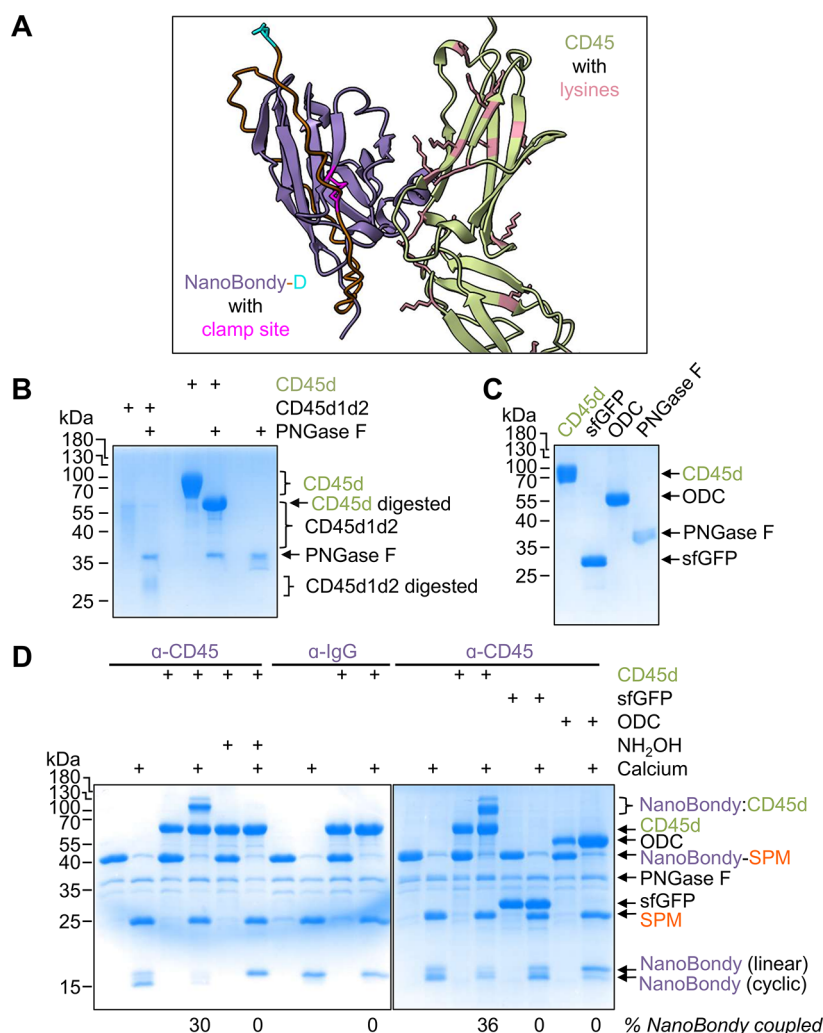 A
CD45
with
lysines
NanoBondy-D
with
clamp site
B
+ + CD45d
+ + CD45d1d2
+ + + PNGase F
kDa
180
130
100
70
55
40
35
25
CD45d
CD45d digested
CD45d1d2
PNGase F
CD45d1d2 digested
C
CD45d
sfGFP
ODC
PNGase F
kDa
180
130
100
70
55
40
35
25
CD45d
ODC
PNGase F
sfGFP
D
α-CD45 α-IgG α-CD45
+ + + + + + + + CD45d
+ + sfGFP
+ + ODC
+ + NH₂OH
+ + + + + + + + + Calcium
kDa
180
130
100
70
55
40
35
25
15
NanoBondy:CD45d
CD45d
ODC
NanoBondy-SPM
PNGase F
sfGFP
SPM
NanoBondy (linear)
NanoBondy (cyclic)
30 0 0 36 0 0 % NanoBondy coupled